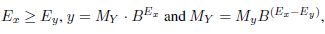 E_x ≥ E_y, y = M_Y · B^{E_x} and M_Y = M_y B^{(E_x−E_y)},